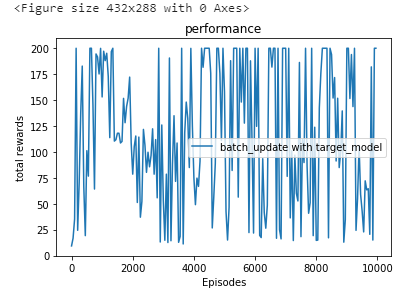 <Figure size 432x288 with 0 Axes>
performance
200
175
150
125
100
75
50
25
0
total rewards
batch_update with target_model
0 2000 4000 6000 8000 10000
Episodes